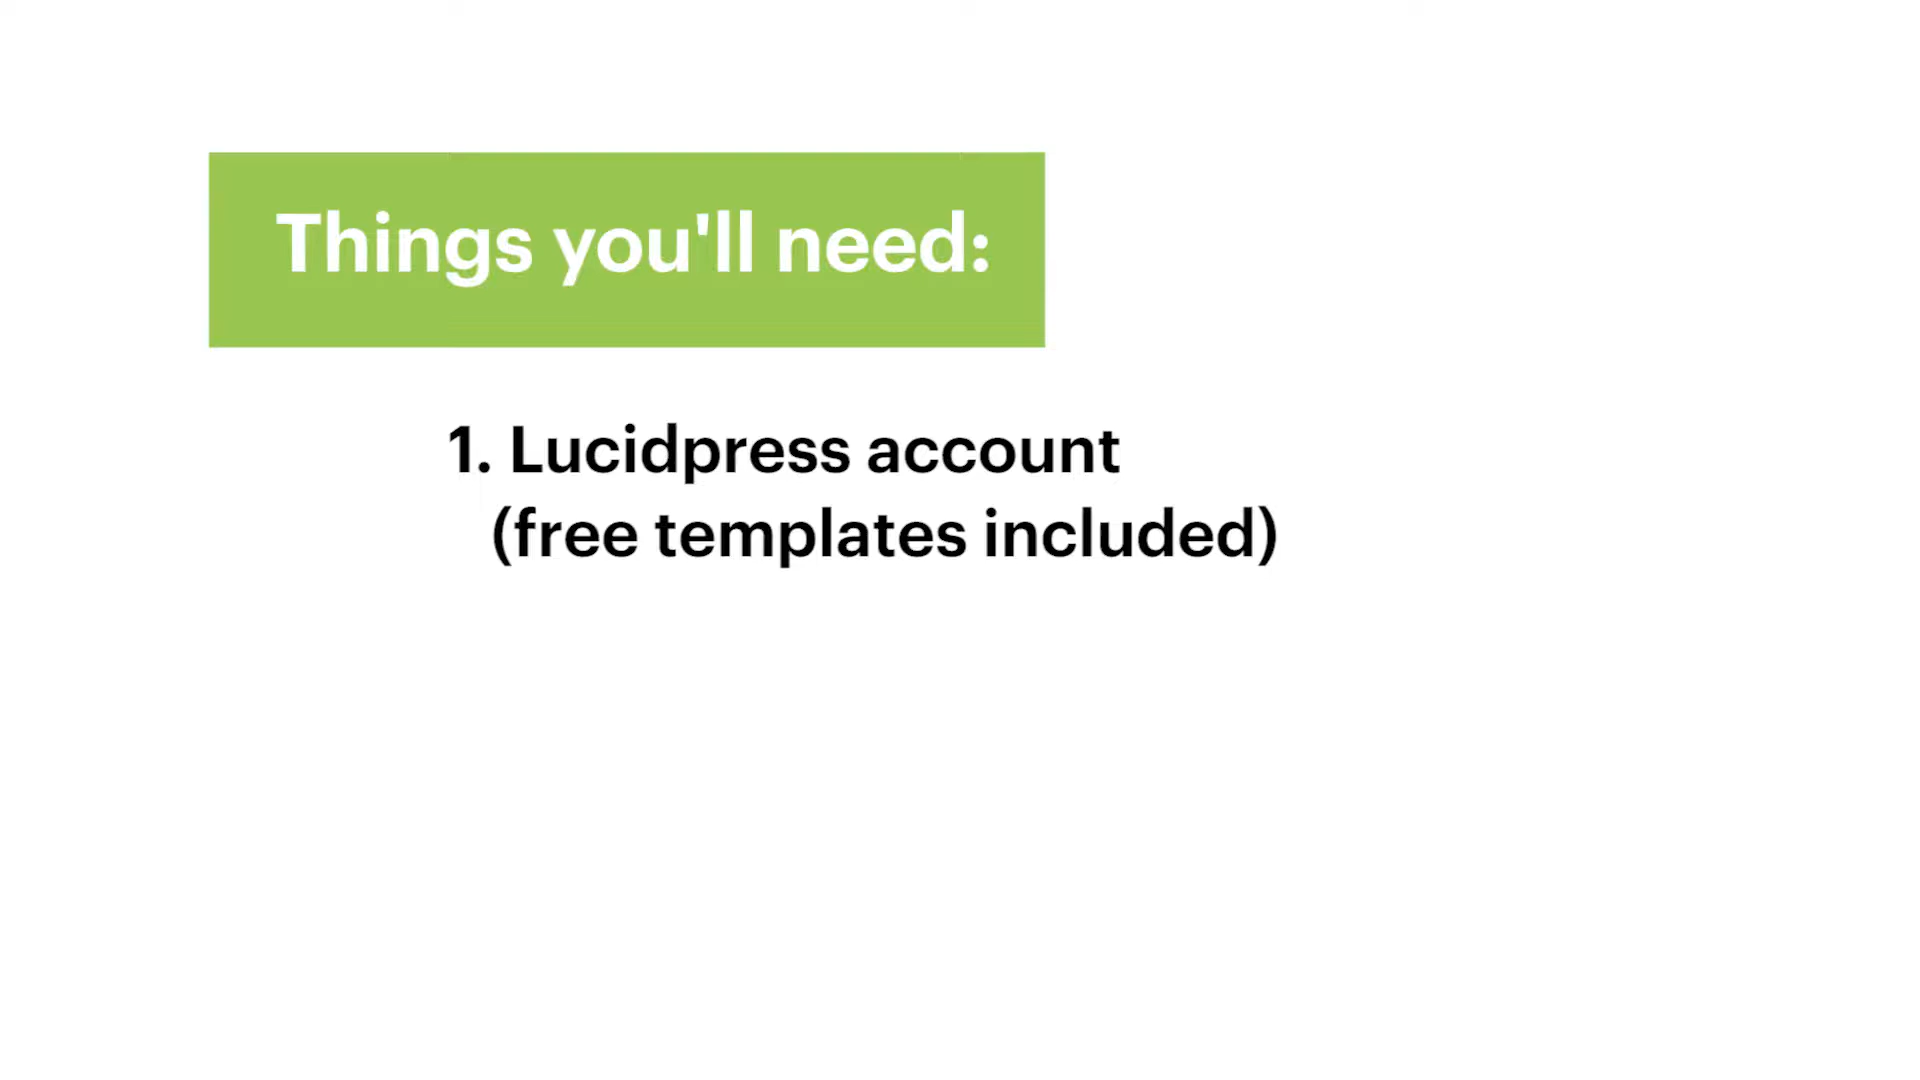 Things you'll need:
1. Lucidpress account
(free templates included)